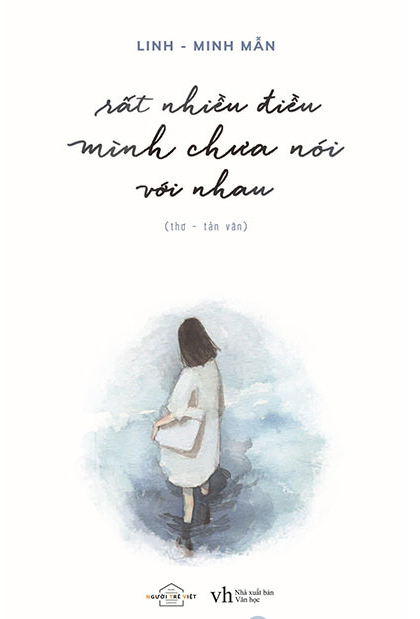 LINH - MINH MẪN
rất nhiều điều
mình chưa nói
với nhau
(thơ - tản văn)
NGƯỜI TRẺ VIỆT
vh Nhà xuất bản
Văn học